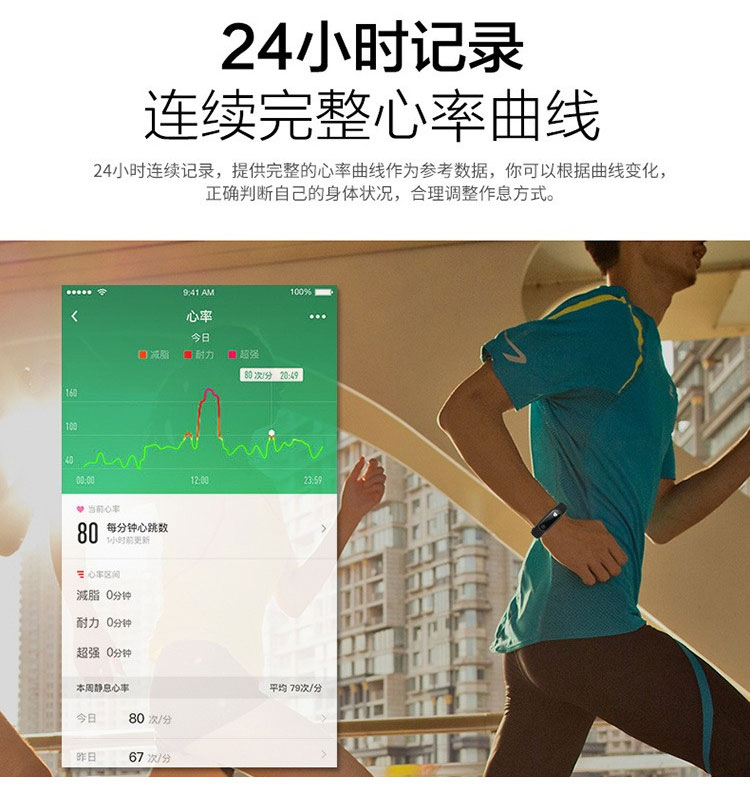 24小时记录
连续完整心率曲线
24小时连续记录，提供完整的心率曲线作为参考数据，你可以根据曲线变化，
正确判断自己的身体状况，合理调整作息方式。
9:41 AM 100%
心率
今日
减脂 耐力 超强
80 次/分 20:49
160
100
40
00:00 12:00 23:59
当前心率
80 每分钟心跳数
1小时前更新
心率区间
减脂 0分钟
耐力 0分钟
超强 0分钟
本周静息心率 平均 79次/分
今日 80 次/分
昨日 67 次/分